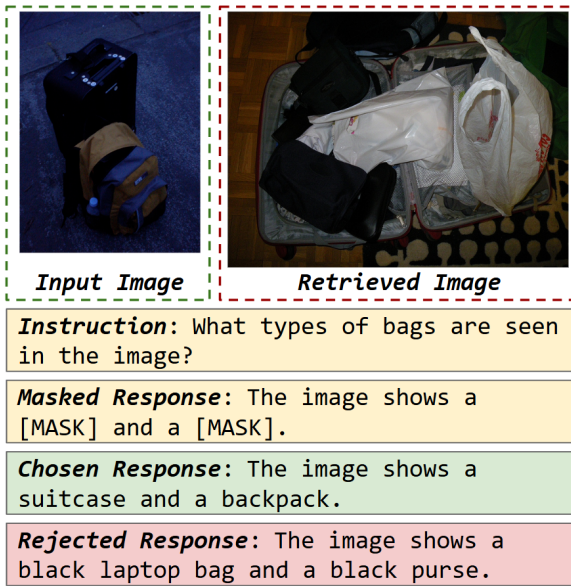 Input Image
Retrieved Image
Instruction: What types of bags are seen
in the image?
Masked Response: The image shows a
[MASK] and a [MASK].
Chosen Response: The image shows a
suitcase and a backpack.
Rejected Response: The image shows a
black laptop bag and a black purse.